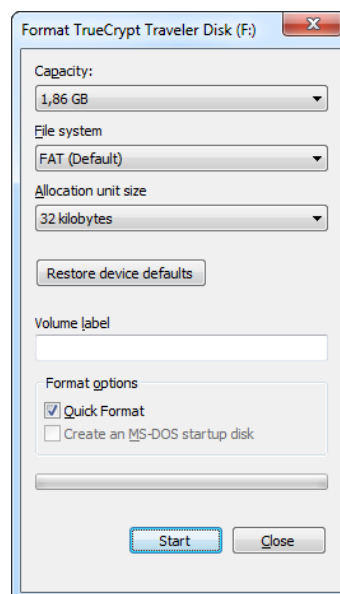 Format TrueCrypt Traveler Disk (F:)
Capacity:
1,86 GB
File system
FAT (Default)
Allocation unit size
32 kilobytes
Restore device defaults
Volume label
Format options
Quick Format
Create an MS-DOS startup disk
Start Close